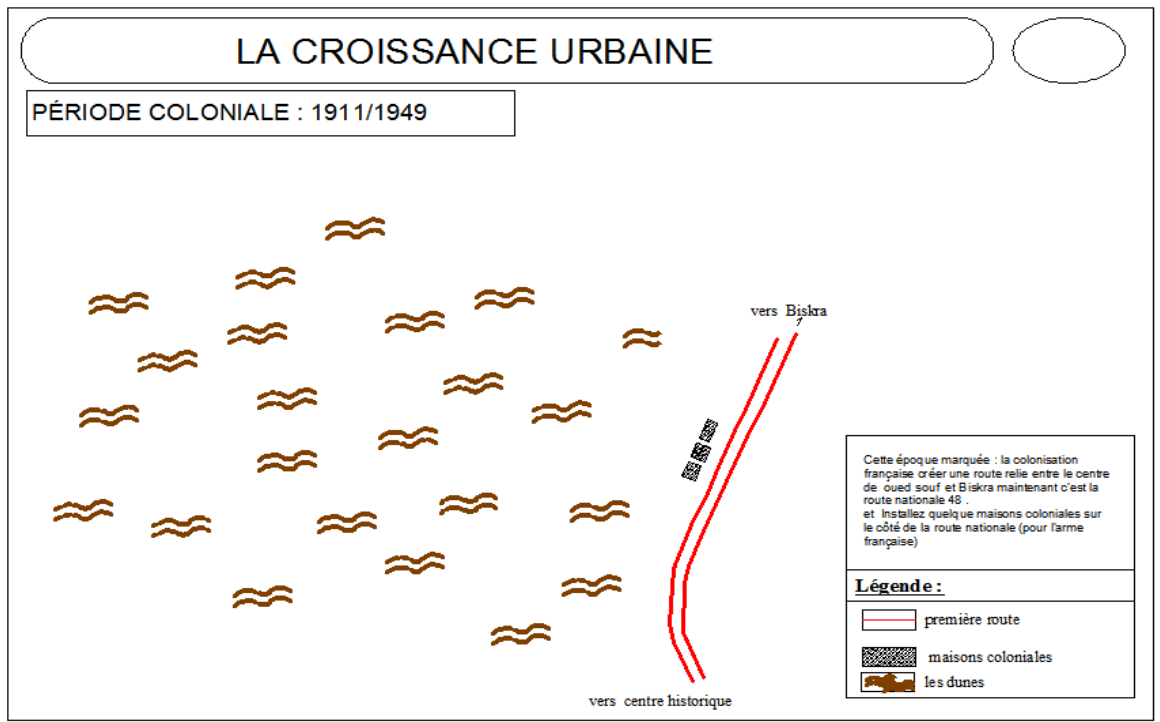 LA CROISSANCE URBAINE
PÉRIODE COLONIALE : 1911/1949
vers Biskra
Cette époque marquée : la colonisation
française créer une route relie entre le centre
de oued souf et Biskra maintenant c'est la
route nationale 48 .
et Installez quelque maisons coloniales sur
le côté de la route nationale (pour l'arme
française)
Légende :
première route
maisons coloniales
les dunes
vers centre historique